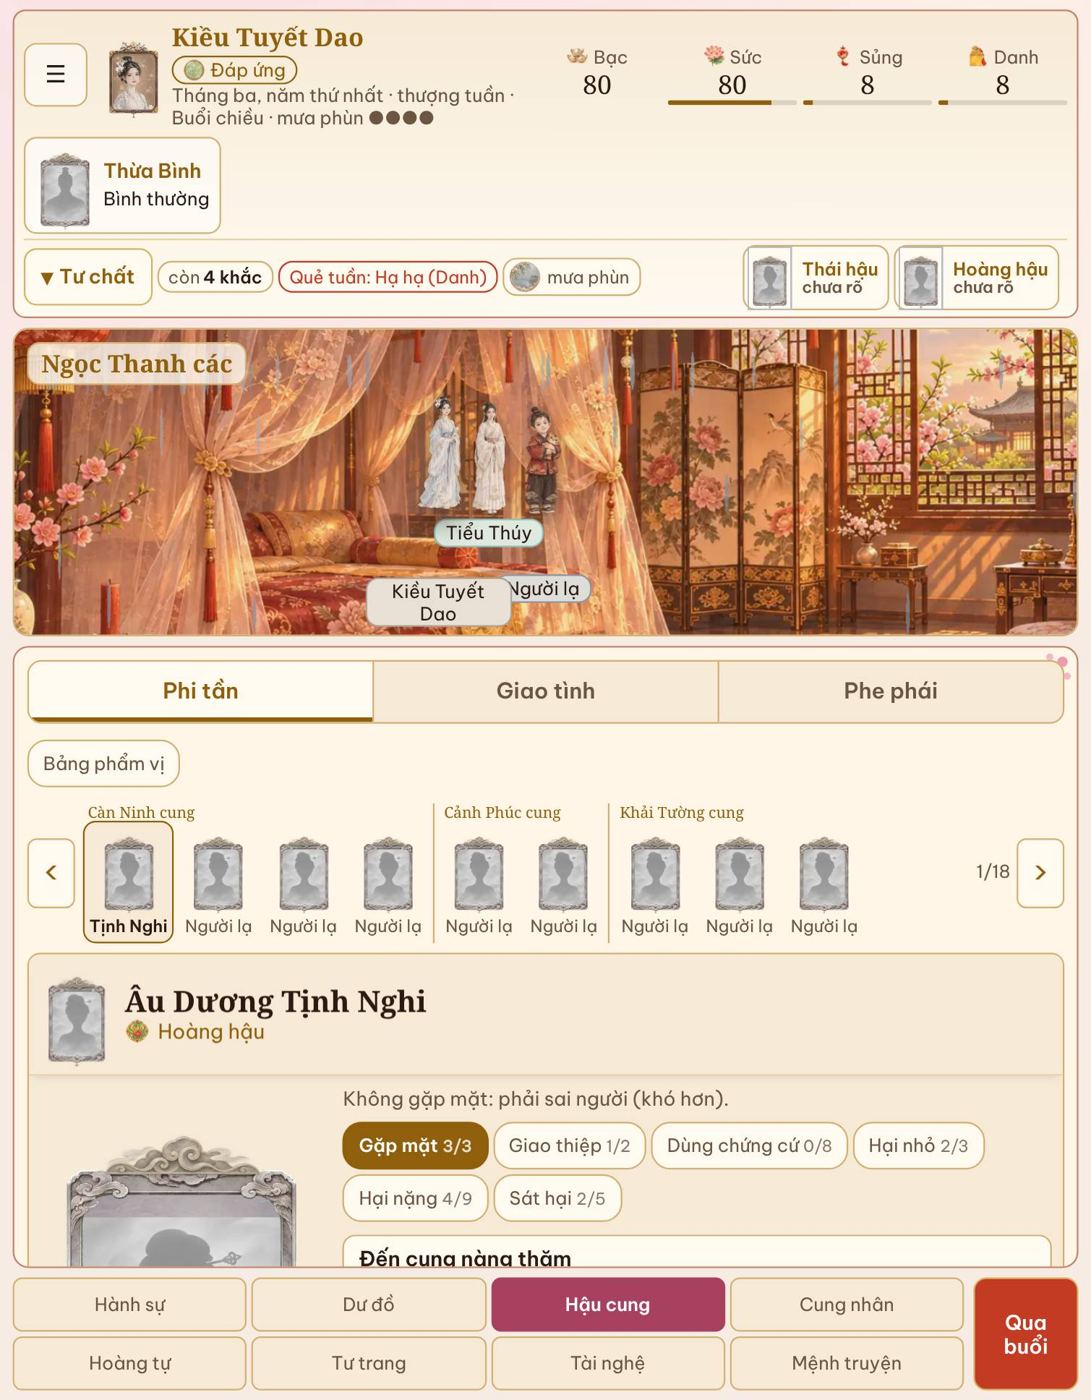 ☰
Kiều Tuyết Dao
Đáp ứng
Tháng ba, năm thứ nhất · thượng tuần ·
Buổi chiều · mưa phùn ●●●●
Bạc
80
Sức
80
Sủng
8
Danh
8
Thừa Bình
Bình thường
▼ Tư chất
còn 4 khắc
Quẻ tuần: Hạ hạ (Danh)
mưa phùn
Thái hậu
chưa rõ
Hoàng hậu
chưa rõ
Ngọc Thanh các
Tiểu Thúy
Kiều Tuyết
Dao
Người lạ
Phi tần
Giao tình
Phe phái
Bảng phẩm vị
Càn Ninh cung
Cảnh Phúc cung
Khải Tường cung
Tịnh Nghi
Người lạ
Người lạ
Người lạ
Người lạ
Người lạ
Người lạ
Người lạ
Người lạ
1/18
Âu Dương Tịnh Nghi
Hoàng hậu
Không gặp mặt: phải sai người (khó hơn).
Gặp mặt 3/3
Giao thiệp 1/2
Dùng chứng cứ 0/8
Hại nhỏ 2/3
Hại nặng 4/9
Sát hại 2/5
Đến cung nàng thăm
Hành sự
Dư đồ
Hậu cung
Cung nhân
Qua
buổi
Hoàng tự
Tư trang
Tài nghệ
Mệnh truyện